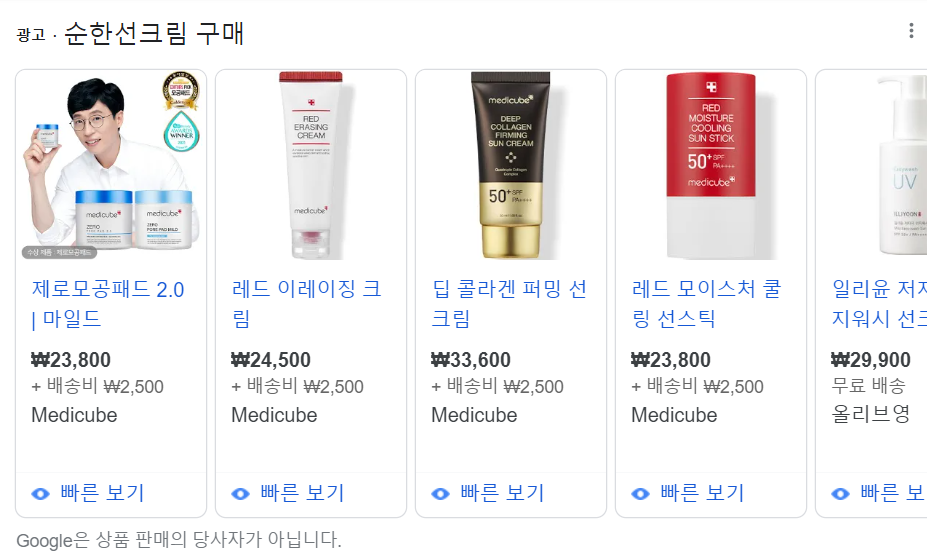 광고 · 순한선크림 구매
AWARDS
WINNER
medicube
ZERO
medicube
ZERO
PORE PAD MILD
수상 제품 : 제로모공패드
제로모공패드 2.0
| 마일드
₩23,800
+ 배송비 ₩2,500
Medicube
빠른 보기
RED
ERASING
CREAM
medicube
레드 이레이징 크
림
₩24,500
+ 배송비 ₩2,500
Medicube
빠른 보기
medicube
DEEP
COLLAGEN
FIRMING
SUN CREAM
Complex
50+ SPF
PA++++
딥 콜라겐 퍼밍 선
크림
₩33,600
+ 배송비 ₩2,500
Medicube
빠른 보기
RED
MOISTURE
COOLING
SUN STICK
50+ SPF
PA++++
medicube
레드 모이스처 쿨
링 선스틱
₩23,800
+ 배송비 ₩2,500
Medicube
빠른 보기
UV
ILLIYOON
일리윤 저자
지워시 선크
₩29,900
무료 배송
올리브영
빠른 보
Google은 상품 판매의 당사자가 아닙니다.